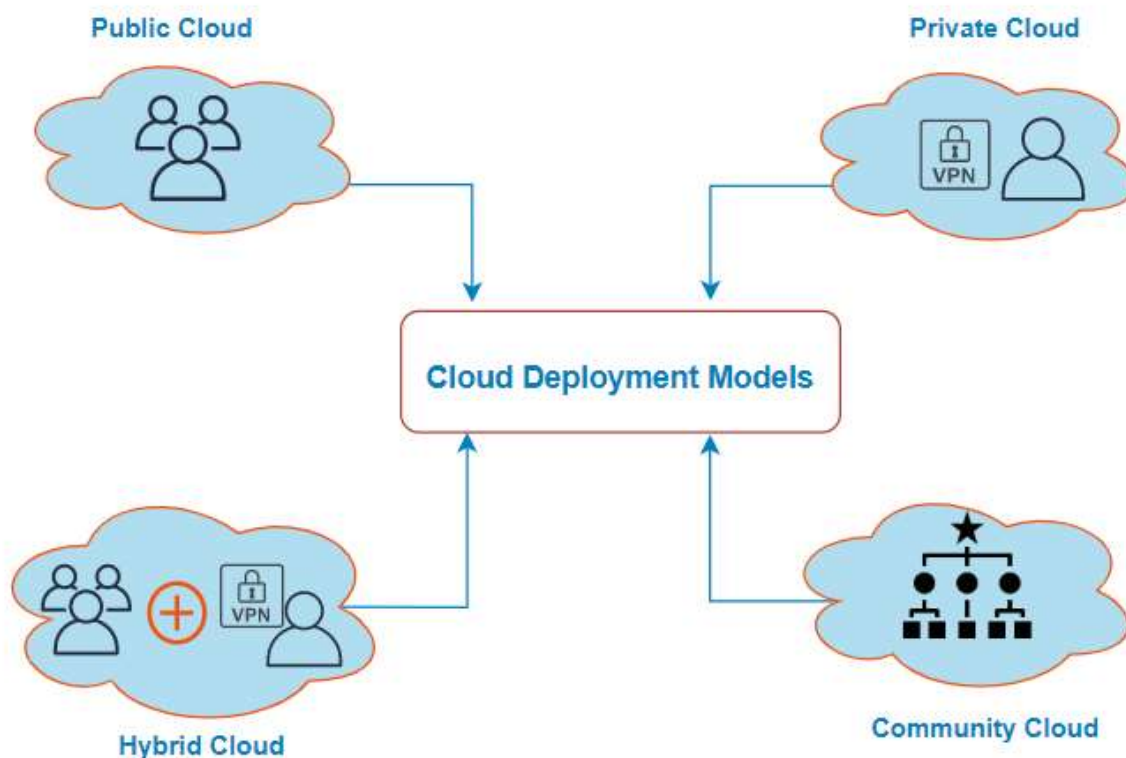 Public Cloud
Private Cloud
VPN
Cloud Deployment Models
VPN
Hybrid Cloud
Community Cloud